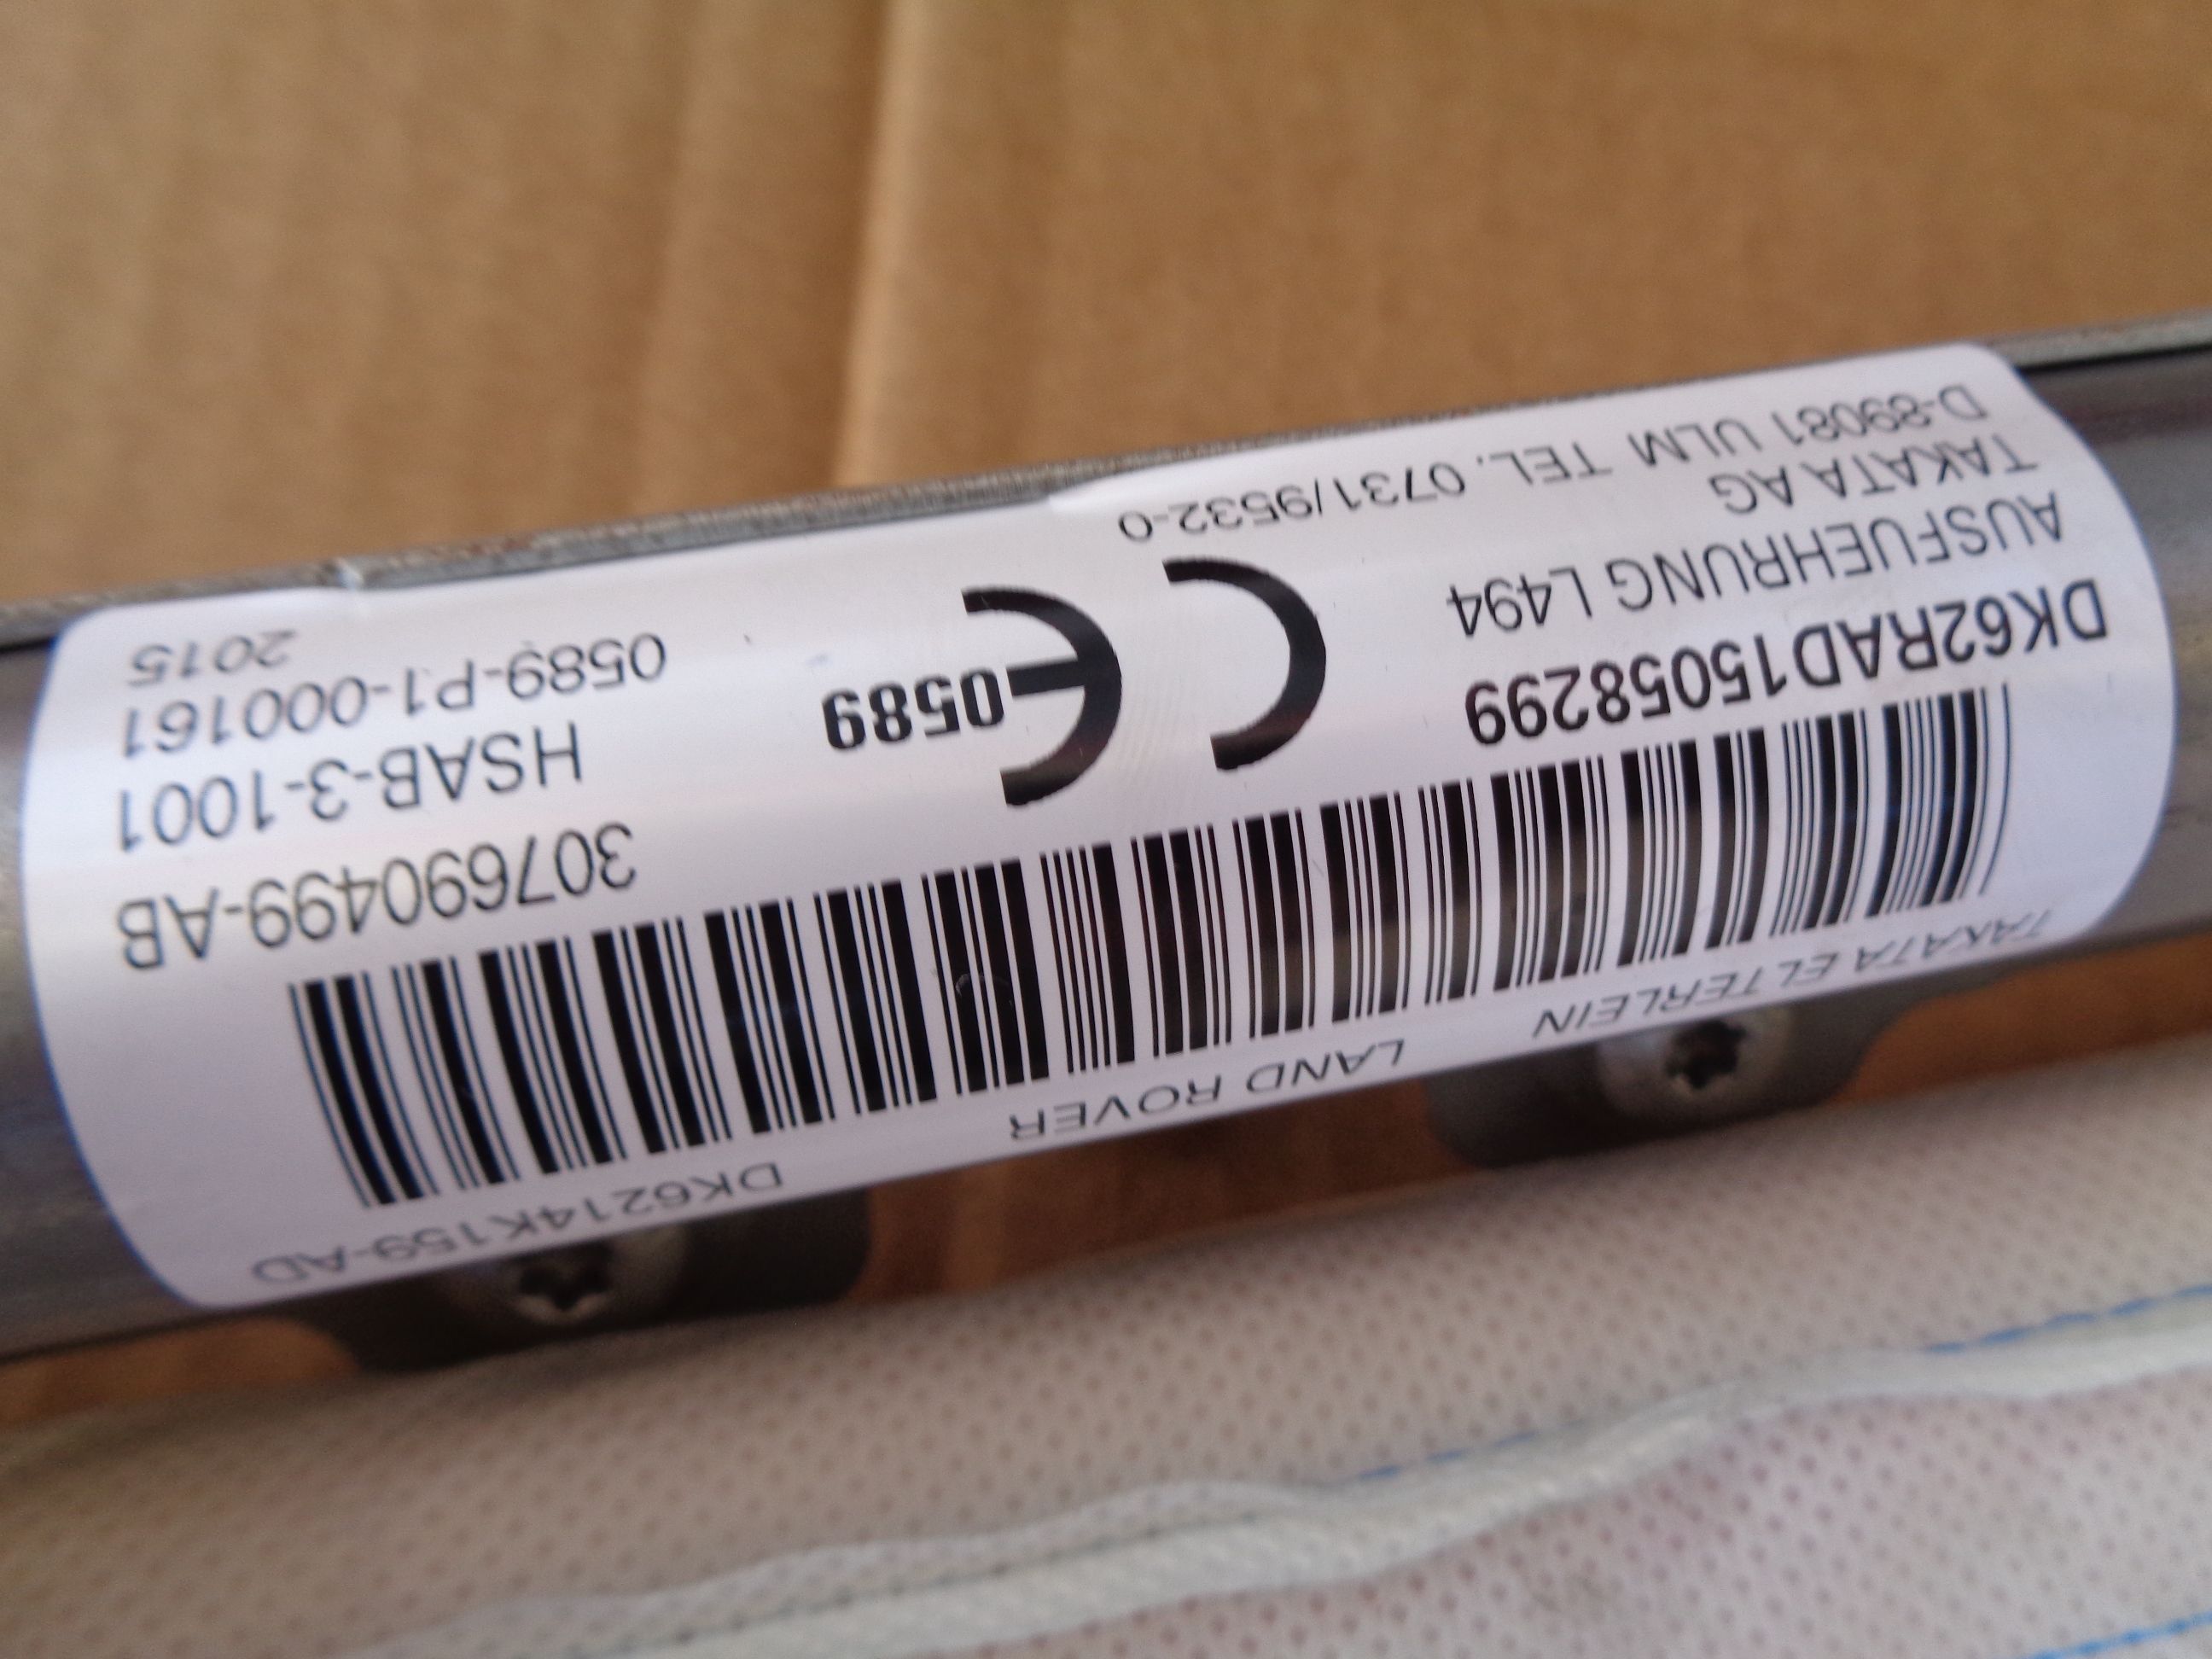 TAKATA ELTERLEIN LAND ROVER DK6214K159-AD
DK62RAD15058299
307690499-AB
AUSFUEHRUNG L494
HSAB-3-1001
CE 0589
TAKATA AG
0589-P1-000161
D-89081 ULM TEL. 0731/9532-0
2015